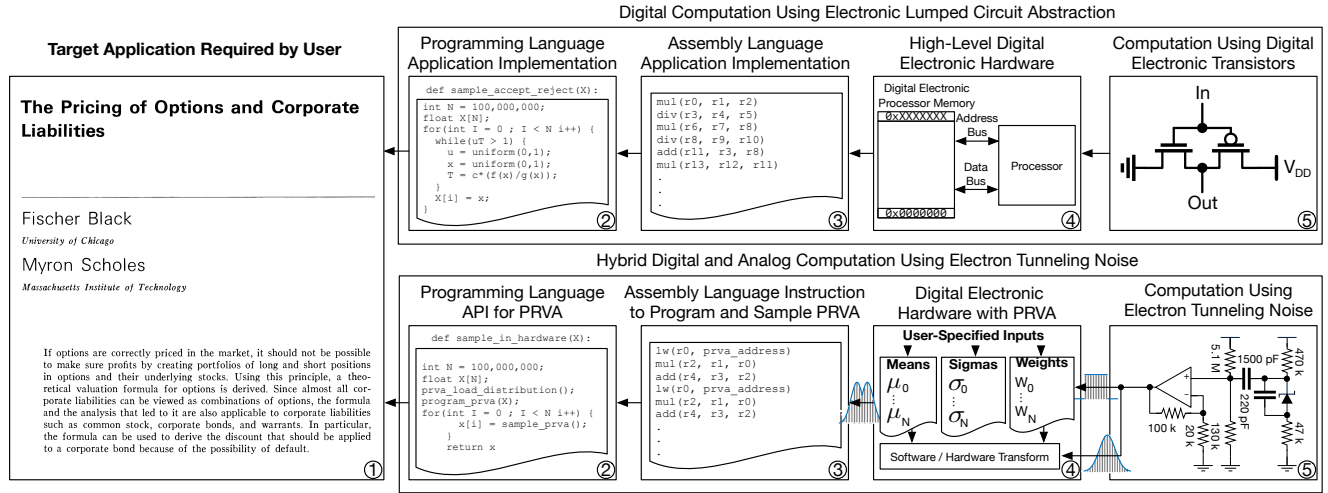 Digital Computation Using Electronic Lumped Circuit Abstraction
Target Application Required by User
The Pricing of Options and Corporate
Liabilities
Fischer Black
University of Chicago
Myron Scholes
Massachusetts Institute of Technology
If options are correctly priced in the market, it should not be possible
to make sure profits by creating portfolios of long and short positions
in options and their underlying stocks. Using this principle, a theo-
retical valuation formula for options is derived. Since almost all cor-
porate liabilities can be viewed as combinations of options, the formula
and the analysis that led to it are also applicable to corporate liabilities
such as common stock, corporate bonds, and warrants. In particular,
the formula can be used to derive the discount that should be applied
to a corporate bond because of the possibility of default.
①
Programming Language
Application Implementation
def sample_accept_reject(X):
int N = 100,000,000;
float X[N];
for(int I = 0 ; I < N i++) {
while(uT > 1) {
u = uniform(0,1);
x = uniform(0,1);
T = c*(f(x)/g(x));
}
X[i] = x;
}
②
Assembly Language
Application Implementation
mul(r0, r1, r2)
div(r3, r4, r5)
mul(r6, r7, r8)
div(r8, r9, r10)
add(r11, r3, r8)
mul(r13, r12, r11)
.
.
.
③
High-Level Digital
Electronic Hardware
Digital Electronic
Processor Memory
0xXXXXXXX
Address
Bus
Data
Bus
Processor
0x0000000
④
Computation Using Digital
Electronic Transistors
In
V_DD
Out
⑤
Hybrid Digital and Analog Computation Using Electron Tunneling Noise
Programming Language
API for PRVA
def sample_in_hardware(X):
int N = 100,000,000;
float X[N];
prva_load_distribution();
program_prva(X);
for(int I = 0 ; I < N i++) {
x[i] = sample_prva();
}
return x
②
Assembly Language Instruction
to Program and Sample PRVA
lw(r0, prva_address)
mul(r2, r1, r0)
add(r4, r3, r2)
lw(r0, prva_address)
mul(r2, r1, r0)
add(r4, r3, r2)
.
.
.
③
Digital Electronic
Hardware with PRVA
User-Specified Inputs
Means
μ0
⋮
μN
Sigmas
σ0
⋮
σN
Weights
w0
⋮
wN
Software / Hardware Transform
④
Computation Using
Electron Tunneling Noise
5.1 M
1500 pF
470 k
+
-
220 pF
100 k
20 k
130 k
47 k
⑤